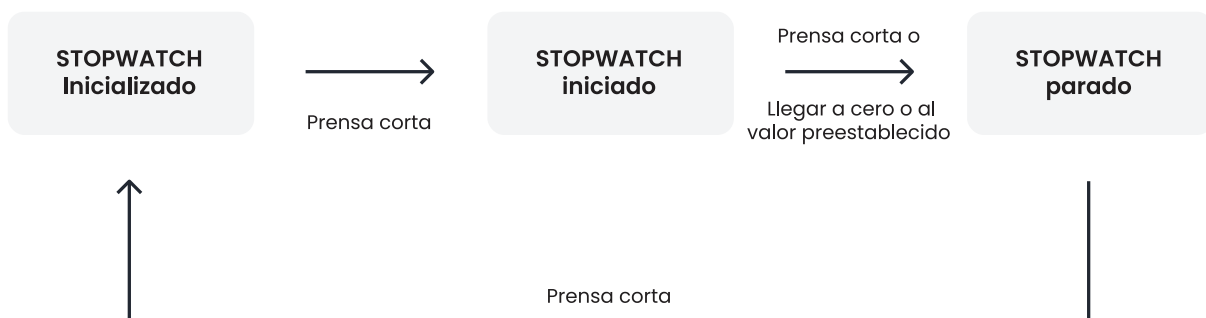 STOPWATCH
Inicializado
Prensa corta
STOPWATCH
iniciado
Prensa corta o
Llegar a cero o al
valor preestablecido
STOPWATCH
parado
Prensa corta